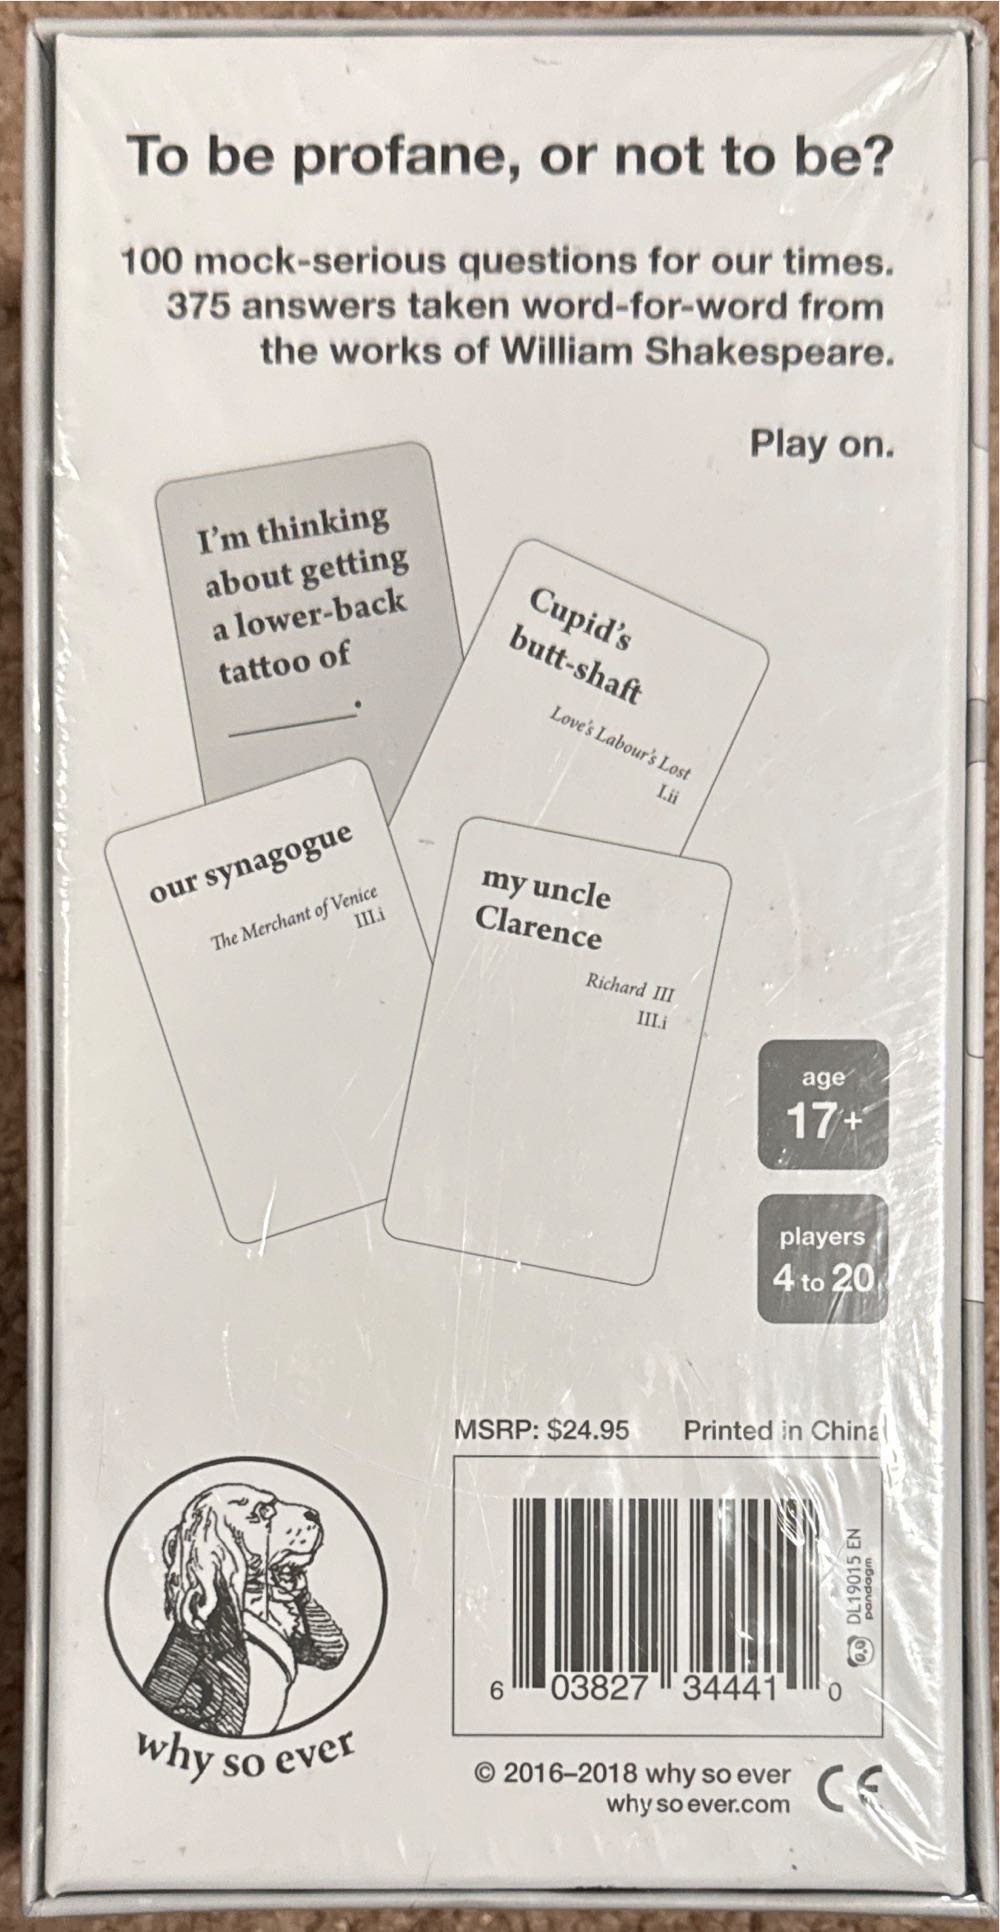 To be profane, or not to be?
100 mock-serious questions for our times.
375 answers taken word-for-word from
the works of William Shakespeare.
Play on.
I'm thinking
about getting
a lower-back
tattoo of
______.
Cupid's
butt-shaft
Love's Labour's Lost
I.ii
our synagogue
The Merchant of Venice
III.i
my uncle
Clarence
Richard III
III.i
age
17+
players
4 to 20
MSRP: $24.95 Printed in China
DL19015 EN
pandagm
6 03827 34441 0
why so ever
© 2016–2018 why so ever
whysoever.com
CE